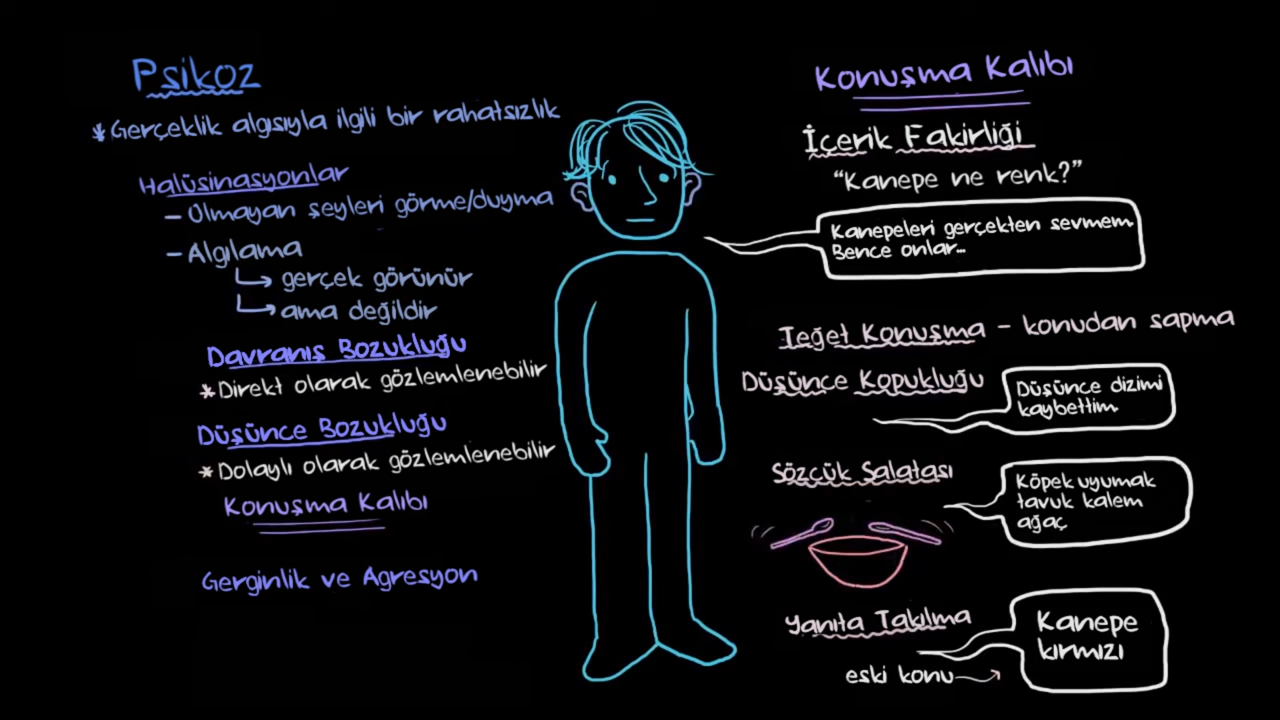 Psikoz
*Gerçeklik algısıyla ilgili bir rahatsızlık
Halüsinasyonlar
- Olmayan şeyleri görme/duyma
- Algılama
gerçek görünür
ama değildir
Davranış Bozukluğu
*Direkt olarak gözlemlenebilir
Düşünce Bozukluğu
*Dolaylı olarak gözlemlenebilir
Konuşma Kalıbı
Gerginlik ve Agresyon
Konuşma Kalıbı
İçerik Fakirliği
"Kanepe ne renk?"
Kanepeleri gerçekten sevmem
Bence onlar...
Teğet Konuşma - konudan sapma
Düşünce Kopukluğu
Düşünce dizimi
kaybettim
Sözcük Salatası
Köpek uyumak
tavuk kalem
ağaç
Yanıta Takılma
Kanepe
kırmızı
eski konu